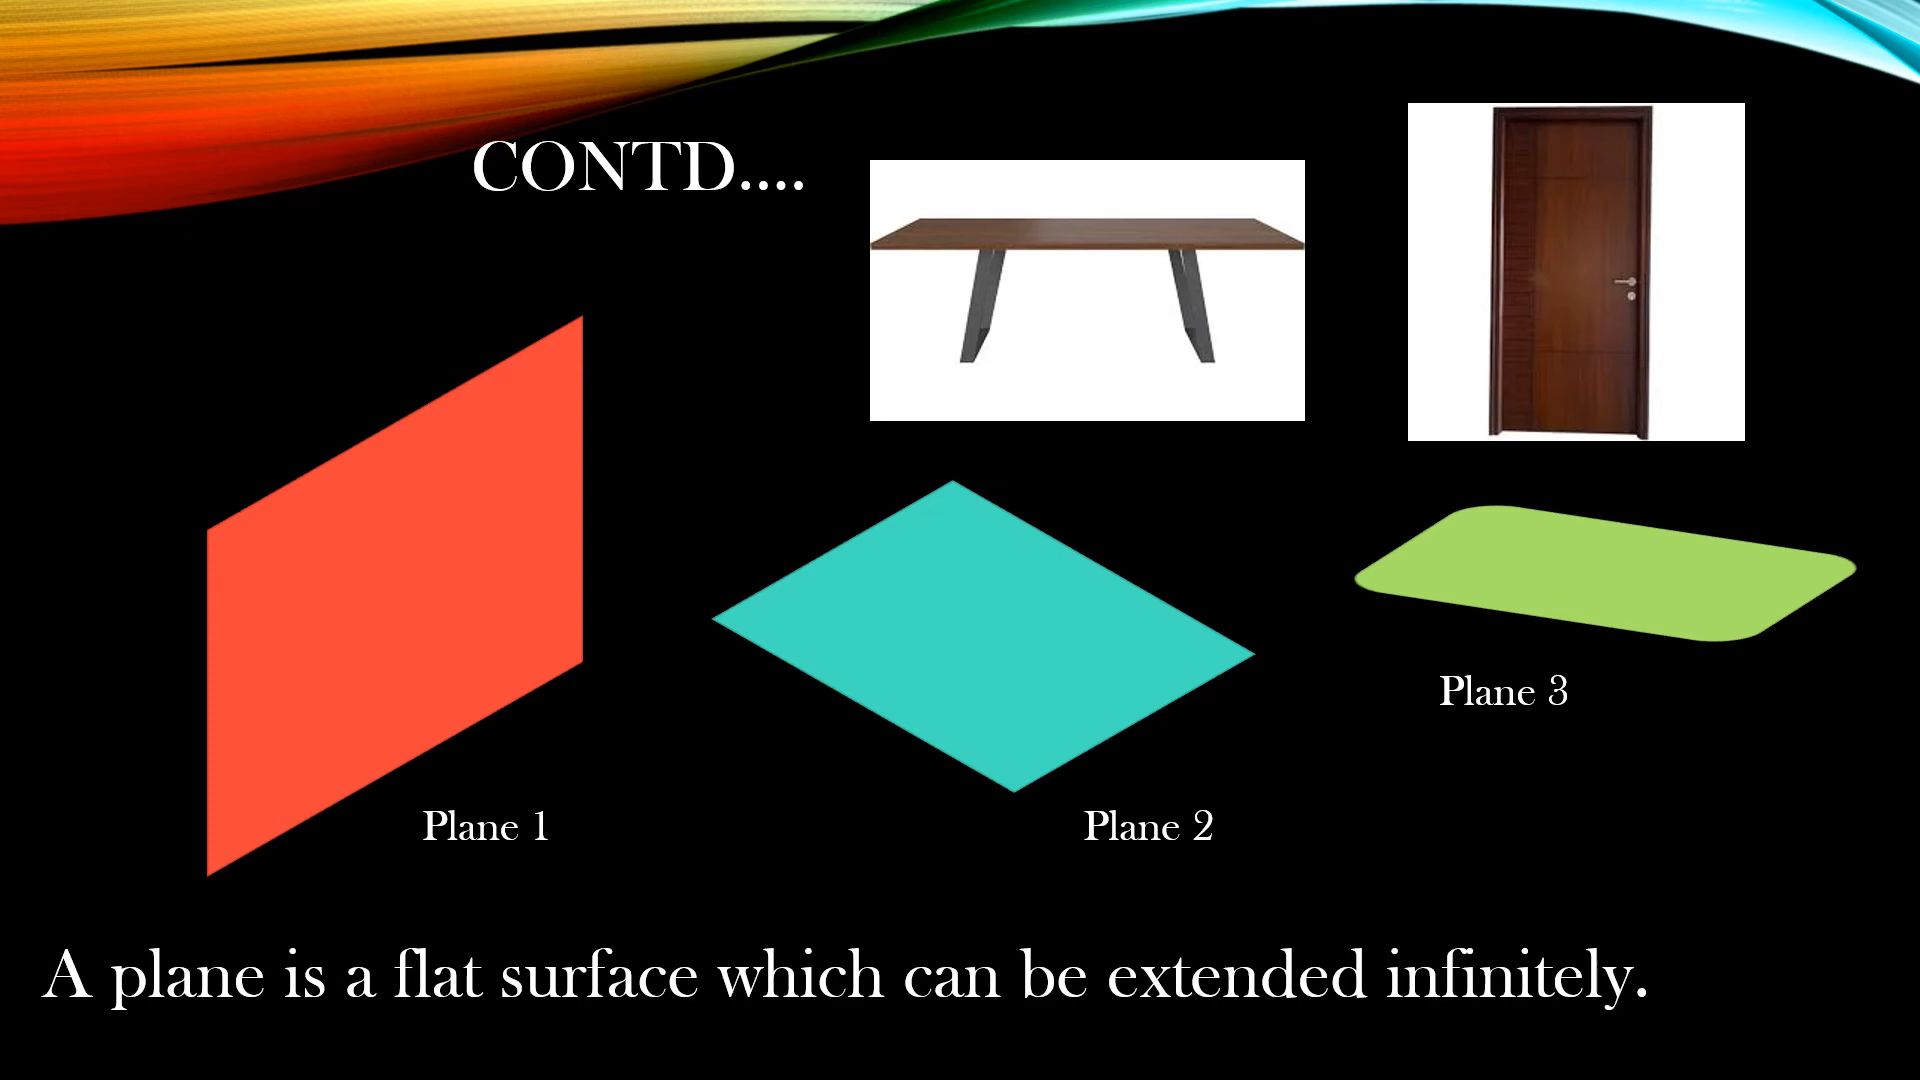 CONTD....
Plane 3
Plane 1
Plane 2
A plane is a flat surface which can be extended infinitely.